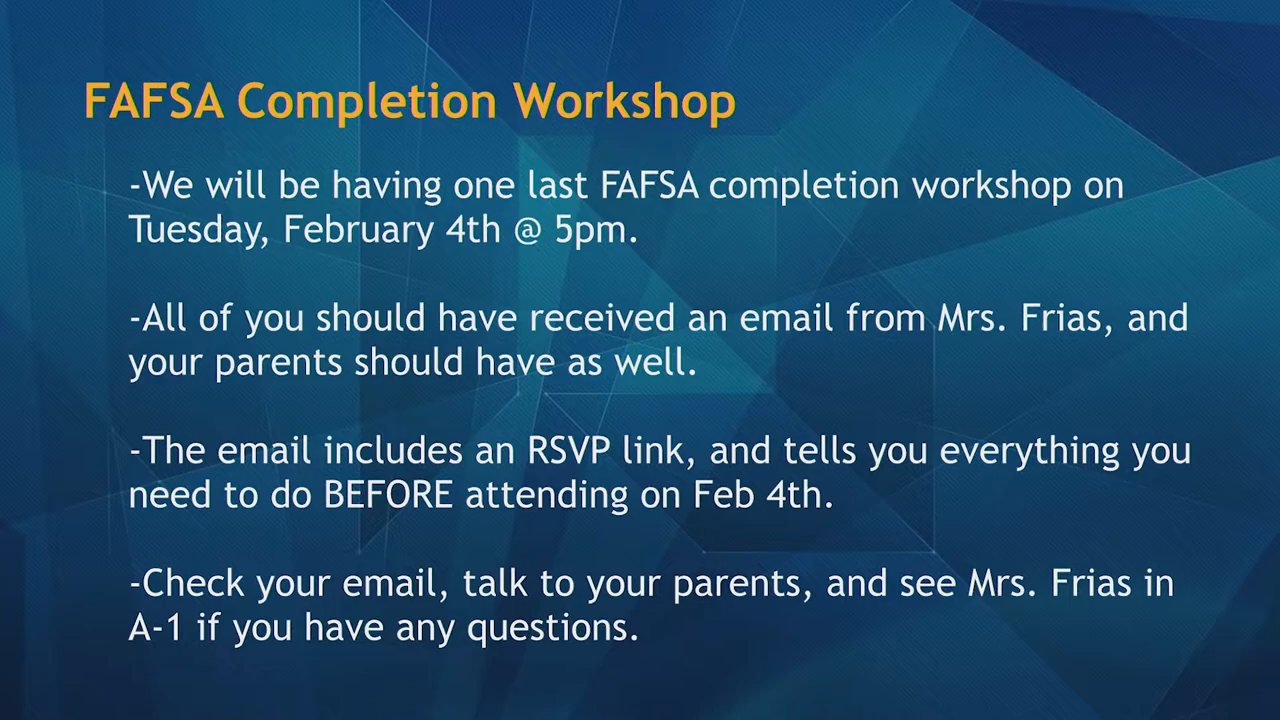 FAFSA Completion Workshop
-We will be having one last FAFSA completion workshop on
Tuesday, February 4th @ 5pm.
-All of you should have received an email from Mrs. Frias, and
your parents should have as well.
-The email includes an RSVP link, and tells you everything you
need to do BEFORE attending on Feb 4th.
-Check your email, talk to your parents, and see Mrs. Frias in
A-1 if you have any questions.